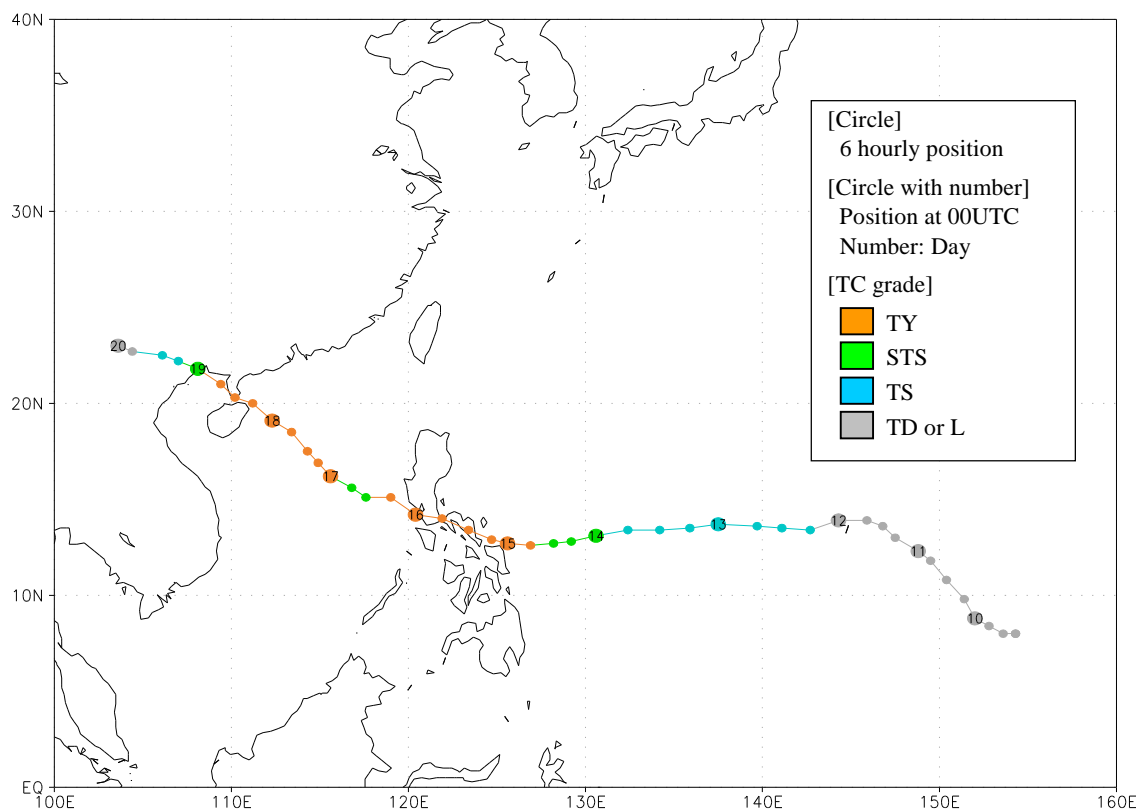 40N
[Circle]
6 hourly position
[Circle with number]
Position at 00UTC
Number: Day
[TC grade]
TY
STS
TS
TD or L
30N
20
19
20N
18
17
16
15
14
13
12
11
10
10N
EQ
100E 110E 120E 130E 140E 150E 160E